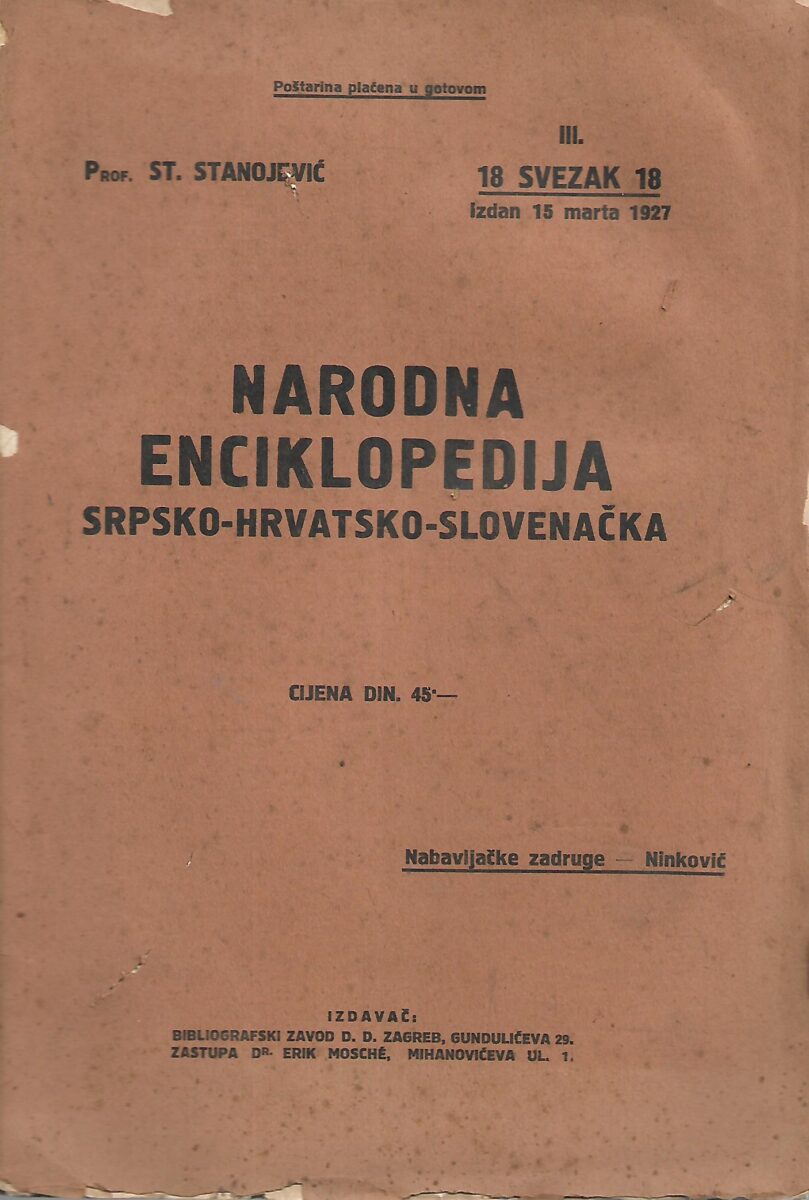 Poštarina plaćena u gotovom
III.
PROF. ST. STANOJEVIĆ
18 SVEZAK 18
izdan 15 marta 1927
NARODNA
ENCIKLOPEDIJA
SRPSKO-HRVATSKO-SLOVENAČKA
CIJENA DIN. 45·—
Nabavljačke zadruge — Ninković
IZDAVAČ:
BIBLIOGRAFSKI ZAVOD D. D. ZAGREB, GUNDULIĆEVA 29.
ZASTUPA DR. ERIK MOSCHÉ, MIHANOVIĆEVA UL. 1.